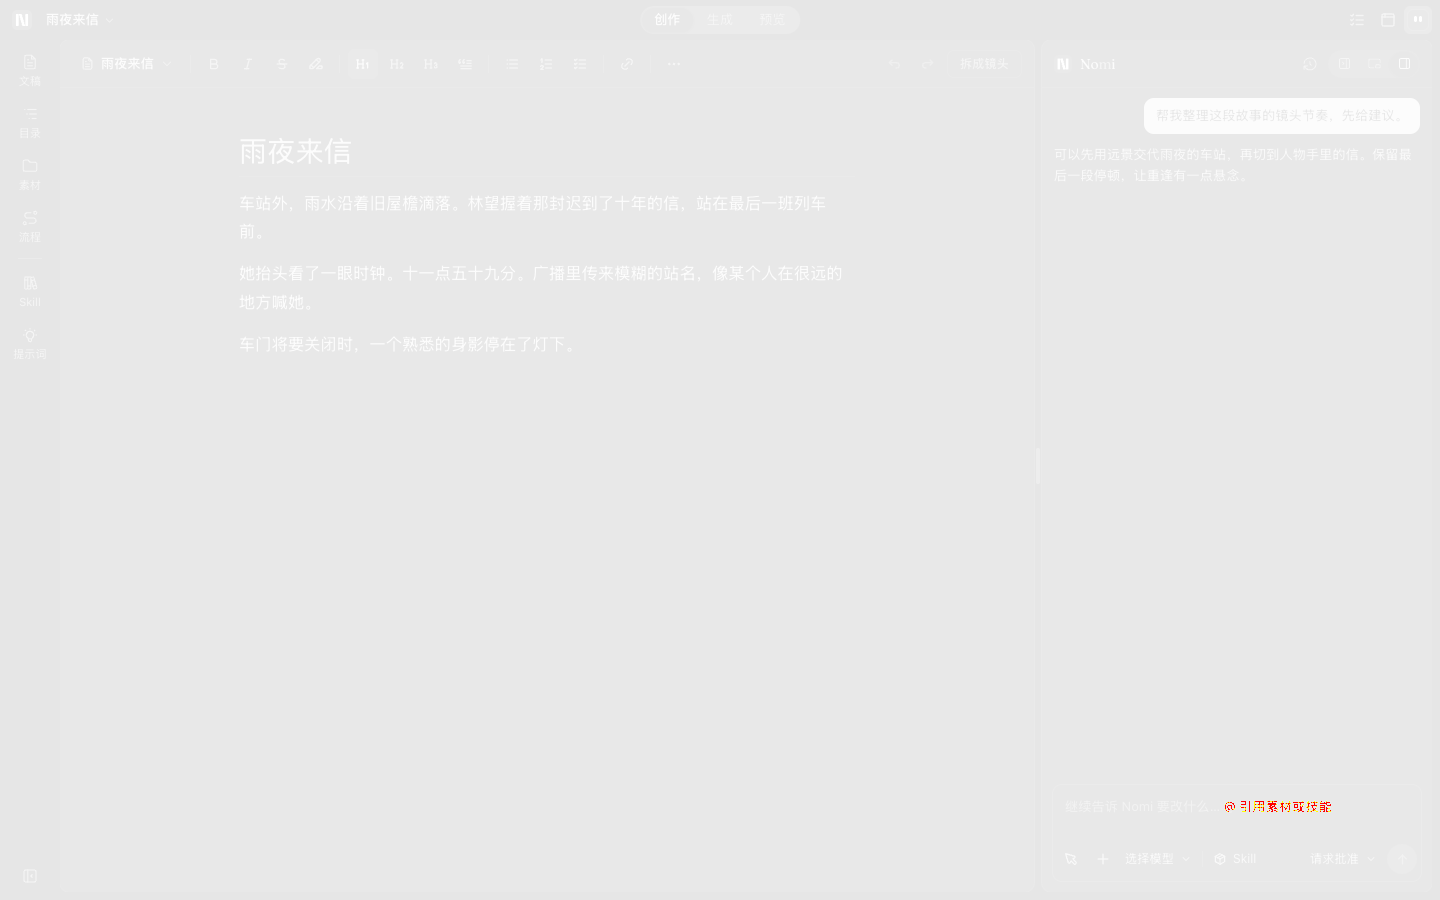 雨夜来信
创作
生成
预览
文稿
目录
素材
流程
Skill
提示词
雨夜来信
B
I
S
H1
H2
H3
拆成镜头
雨夜来信
车站外，雨水沿着旧屋檐滴落。林望握着那封迟到了十年的信，站在最后一班列车
前。
她抬头看了一眼时钟。十一点五十九分。广播里传来模糊的站名，像某个人在很远的
地方喊她。
车门将要关闭时，一个熟悉的身影停在了灯下。
Nomi
帮我整理这段故事的镜头节奏，先给建议。
可以先用远景交代雨夜的车站，再切到人物手里的信。保留最
后一段停顿，让重逢有一点悬念。
继续告诉 Nomi 要改什么
@ 引用素材或技能
选择模型
Skill
请求批准